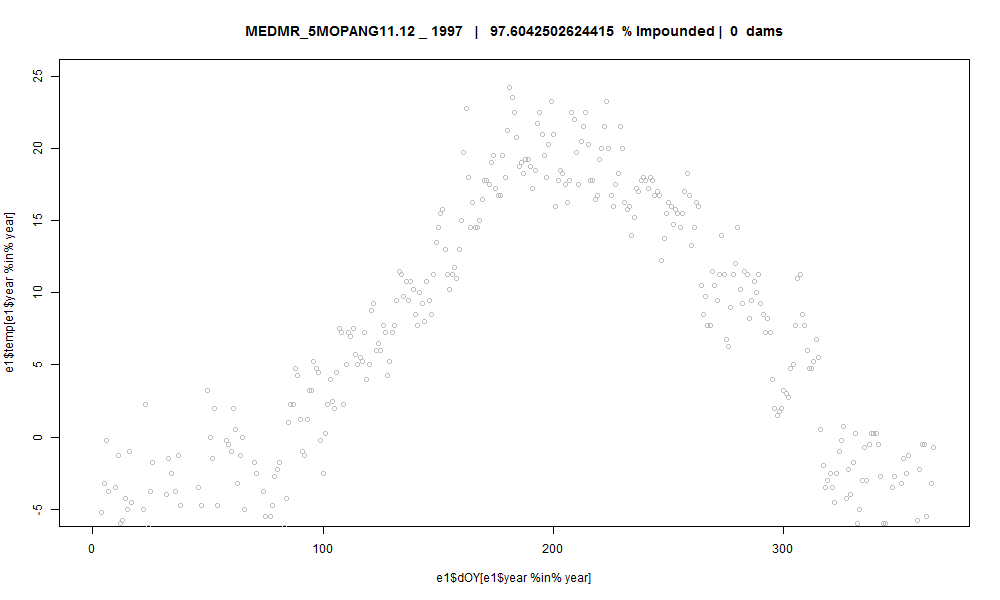 MEDMR_5MOPANG11.12 _ 1997 | 97.6042502624415 % Impounded | 0 dams
e1$temp[e1$year %in% year]
25
20
15
10
5
0
-5
0 100 200 300
e1$dOY[e1$year %in% year]